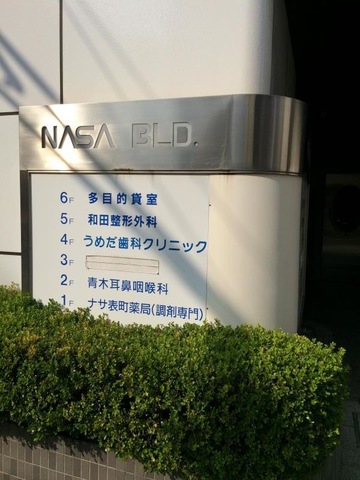 NASA BLD.
6F 多目的貸室
5F 和田整形外科
4F うめだ歯科クリニック
3F
2F 青木耳鼻咽喉科
1F ナサ表町薬局(調剤専門)